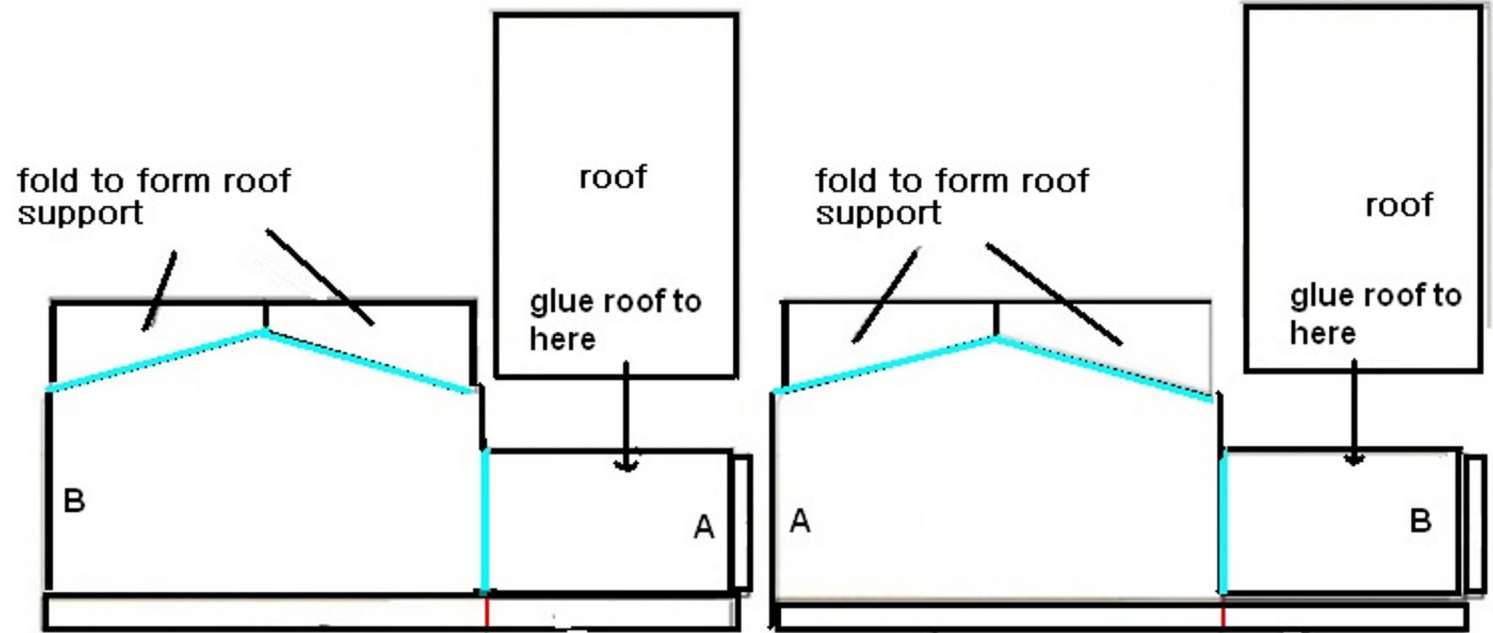 fold to form roof
support
roof
glue roof to
here
B
A
fold to form roof
support
roof
glue roof to
here
A
B